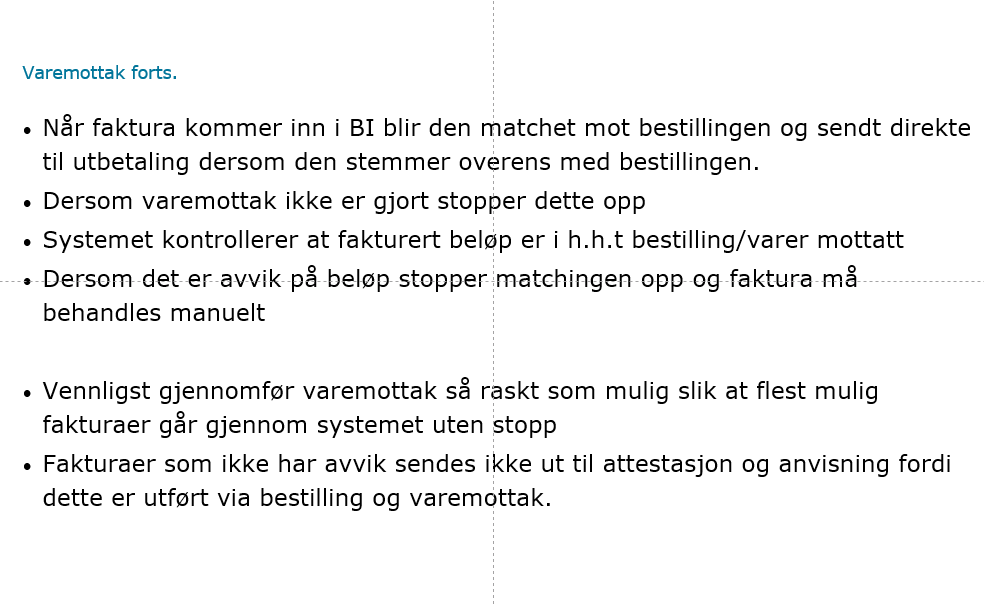 Varemottak forts.
• Når faktura kommer inn i BI blir den matchet mot bestillingen og sendt direkte
til utbetaling dersom den stemmer overens med bestillingen.
• Dersom varemottak ikke er gjort stopper dette opp
• Systemet kontrollerer at fakturert beløp er i h.h.t bestilling/varer mottatt
• Dersom det er avvik på beløp stopper matchingen opp og faktura må
behandles manuelt
• Vennligst gjennomfør varemottak så raskt som mulig slik at flest mulig
fakturaer går gjennom systemet uten stopp
• Fakturaer som ikke har avvik sendes ikke ut til attestasjon og anvisning fordi
dette er utført via bestilling og varemottak.